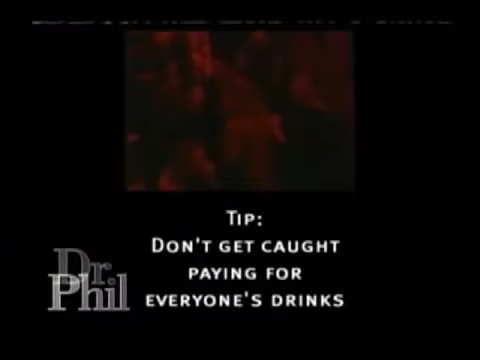 Tip:
Don't get caught
paying for
everyone's drinks
Dr.
Phil